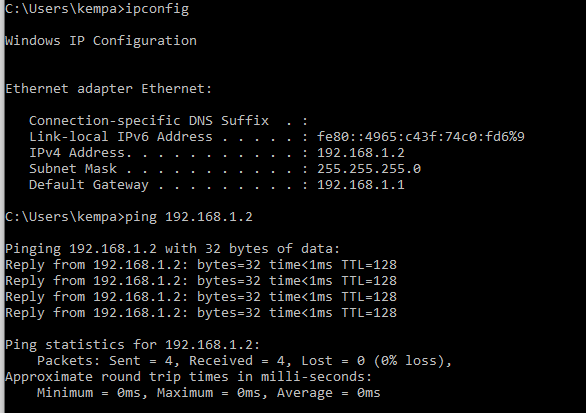 C:\Users\kempa>ipconfig
Windows IP Configuration
Ethernet adapter Ethernet:
   Connection-specific DNS Suffix  . :
   Link-local IPv6 Address . . . . . : fe80::4965:c43f:74c0:fd6%9
   IPv4 Address. . . . . . . . . . . : 192.168.1.2
   Subnet Mask . . . . . . . . . . . : 255.255.255.0
   Default Gateway . . . . . . . . . : 192.168.1.1
C:\Users\kempa>ping 192.168.1.2
Pinging 192.168.1.2 with 32 bytes of data:
Reply from 192.168.1.2: bytes=32 time<1ms TTL=128
Reply from 192.168.1.2: bytes=32 time<1ms TTL=128
Reply from 192.168.1.2: bytes=32 time<1ms TTL=128
Reply from 192.168.1.2: bytes=32 time<1ms TTL=128
Ping statistics for 192.168.1.2:
    Packets: Sent = 4, Received = 4, Lost = 0 (0% loss),
Approximate round trip times in milli-seconds:
    Minimum = 0ms, Maximum = 0ms, Average = 0ms